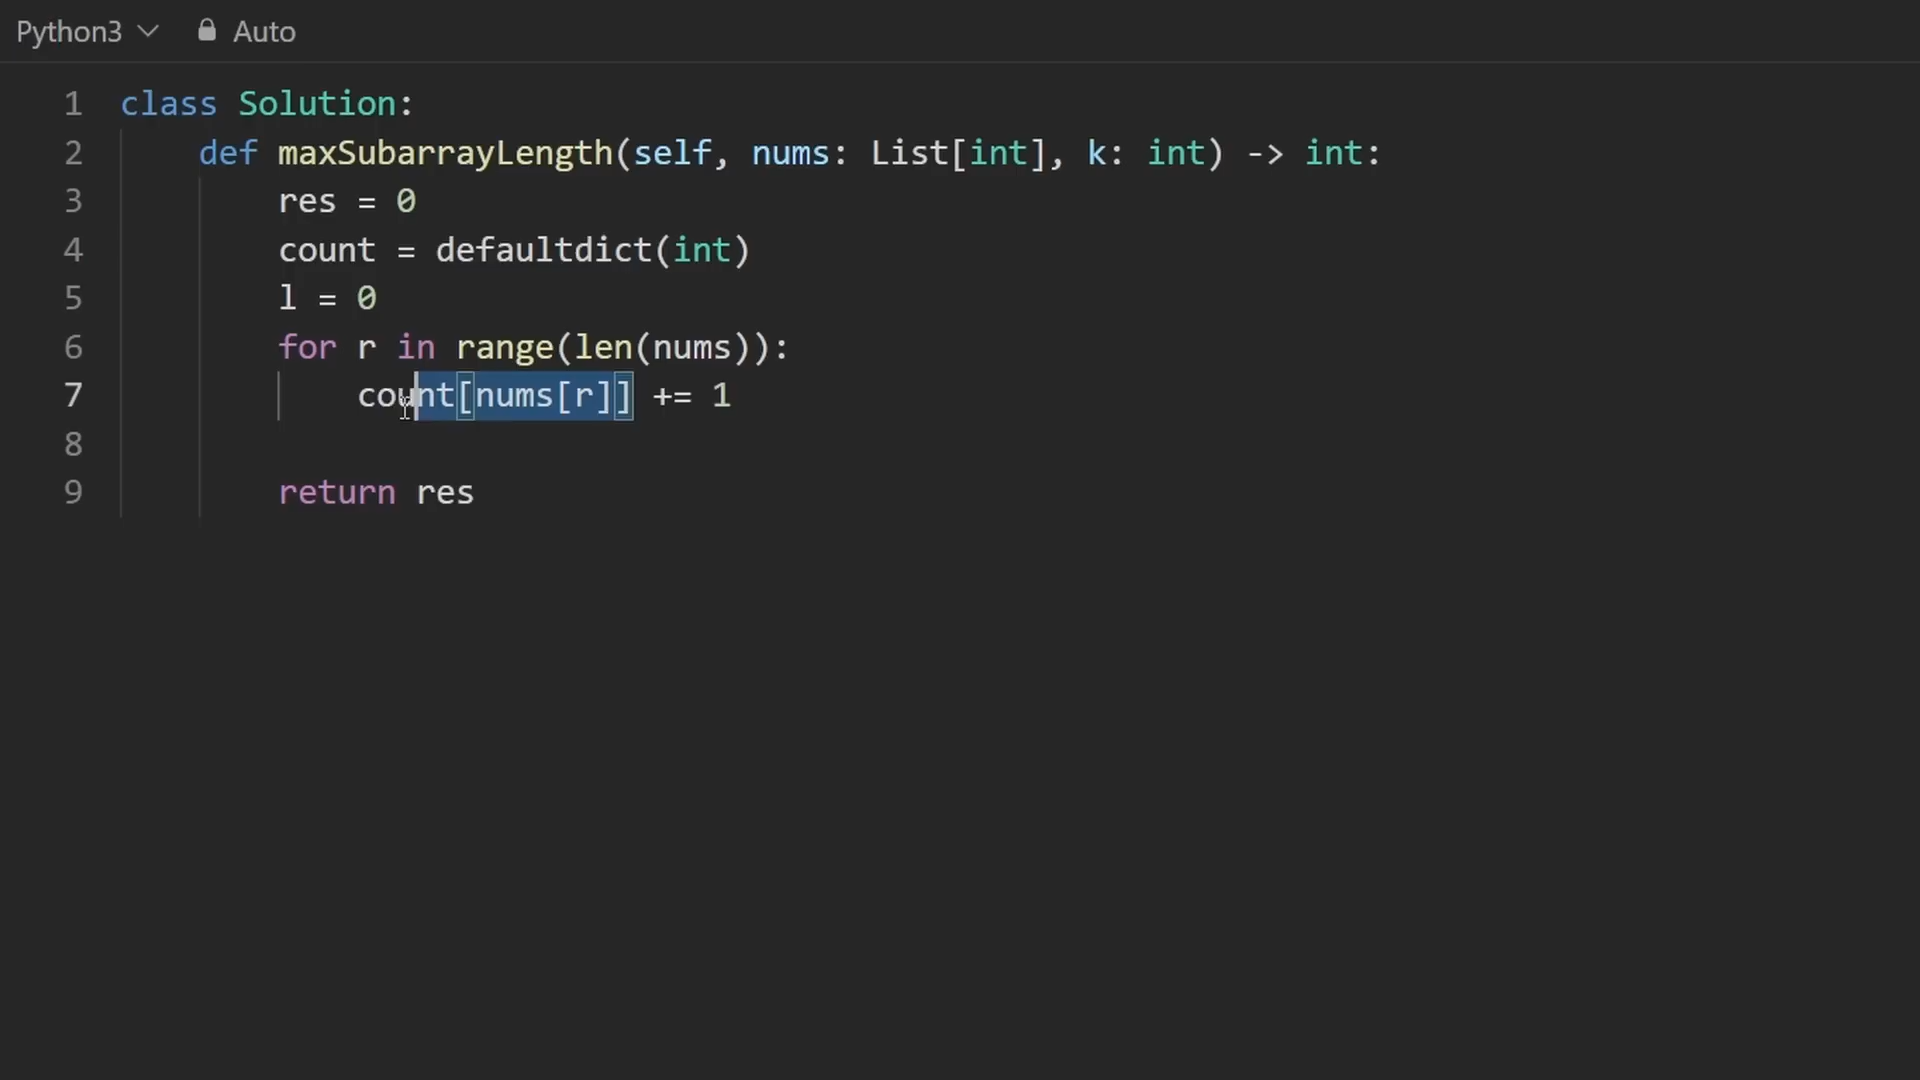 Python3 Auto
1 class Solution:
2 def maxSubarrayLength(self, nums: List[int], k: int) -> int:
3 res = 0
4 count = defaultdict(int)
5 l = 0
6 for r in range(len(nums)):
7 count[nums[r]] += 1
8
9 return res